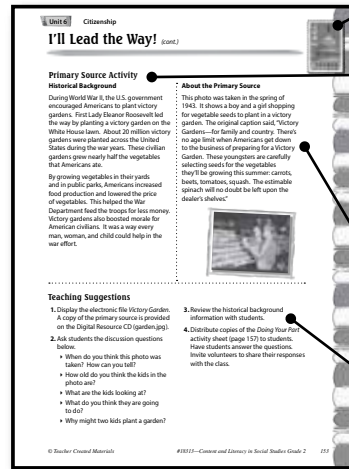 Unit 6 Citizenship
I'll Lead the Way! (cont.)
Primary Source Activity
Historical Background
During World War II, the U.S. government
encouraged Americans to plant victory
gardens. First Lady Eleanor Roosevelt led
the way by planting a victory garden on the
White House lawn. About 20 million victory
gardens were planted across the United
States during the war years. These civilian
gardens grew nearly half the vegetables
that Americans ate.
By growing vegetables in their yards
and in public parks, Americans increased
food production and lowered the price
of vegetables. This helped the War
Department feed the troops for less money.
Victory gardens also boosted morale for
American civilians. It was a way every
man, woman, and child could help in the
war effort.
About the Primary Source
This photo was taken in the spring of
1943. It shows a boy and a girl shopping
for vegetable seeds to plant in a victory
garden. The original caption said, "Victory
Gardens—for family and country. There's
no age limit when Americans get down
to the business of preparing for a Victory
Garden. These youngsters are carefully
selecting seeds for the vegetables
they'll be growing this summer: carrots,
beets, tomatoes, squash. The estimable
spinach will no doubt be left upon the
dealer's shelves."
Teaching Suggestions
1. Display the electronic file Victory Garden.
A copy of the primary source is provided
on the Digital Resource CD (garden.jpg).
2. Ask students the discussion questions
below.
When do you think this photo was
taken? How can you tell?
How old do you think the kids in the
photo are?
What are the kids looking at?
What do you think they are going
to do?
Why might two kids plant a garden?
3. Review the historical background
information with students.
4. Distribute copies of the Doing Your Part
activity sheet (page 157) to students.
Have students answer the questions.
Invite volunteers to share their responses
with the class.
© Teacher Created Materials #10313—Content and Literacy in Social Studies Grade 2 153